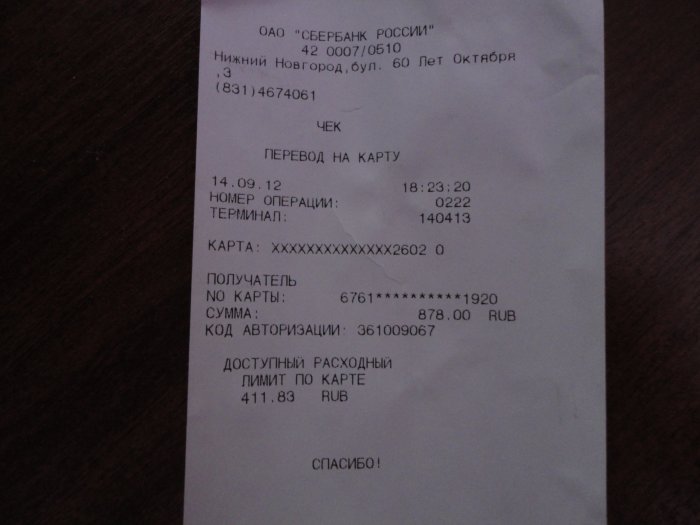 ОАО "СБЕРБАНК РОССИИ"
42 0007/0510
Нижний Новгород,бул. 60 Лет Октября
,3
(831)4674061
ЧЕК
ПЕРЕВОД НА КАРТУ
14.09.12 18:23:20
НОМЕР ОПЕРАЦИИ: 0222
ТЕРМИНАЛ: 140413
КАРТА: XXXXXXXXXXXXXX2602 0
ПОЛУЧАТЕЛЬ
NO КАРТЫ: 6761**********1920
СУММА: 878.00 RUB
КОД АВТОРИЗАЦИИ: 361009067
ДОСТУПНЫЙ РАСХОДНЫЙ
ЛИМИТ ПО КАРТЕ
411.83 RUB
СПАСИБО!